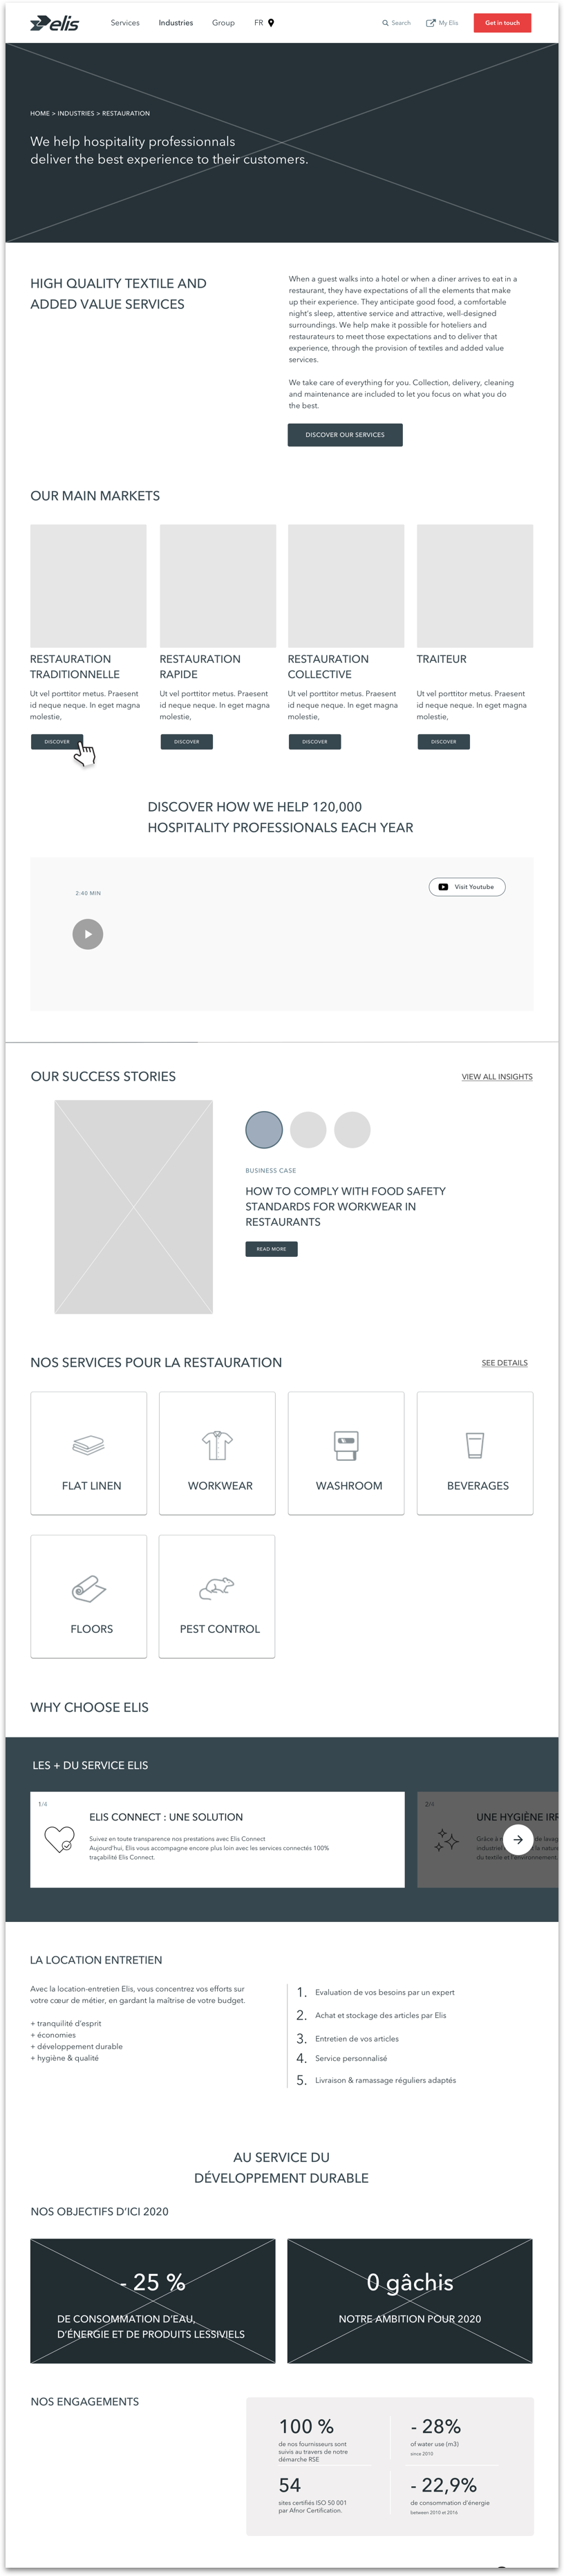 elis
Services Industries Group FR Search My Elis Get in touch
HOME > INDUSTRIES > RESTAURATION
We help hospitality professionnals
deliver the best experience to their customers.
HIGH QUALITY TEXTILE AND
ADDED VALUE SERVICES
When a guest walks into a hotel or when a diner arrives to eat in a
restaurant, they have expectations of all the elements that make
up their experience. They anticipate good food, a comfortable
night's sleep, attentive service and attractive, well-designed
surroundings. We help make it possible for hoteliers and
restaurateurs to meet those expectations and to deliver that
experience, through the provision of textiles and added value
services.
We take care of everything for you. Collection, delivery, cleaning
and maintenance are included to let you focus on what you do
the best.
DISCOVER OUR SERVICES
OUR MAIN MARKETS
RESTAURATION
TRADITIONNELLE
Ut vel porttitor metus. Praesent
id neque neque. In eget magna
molestie,
DISCOVER
RESTAURATION
RAPIDE
Ut vel porttitor metus. Praesent
id neque neque. In eget magna
molestie,
DISCOVER
RESTAURATION
COLLECTIVE
Ut vel porttitor metus. Praesent
id neque neque. In eget magna
molestie,
DISCOVER
TRAITEUR
Ut vel porttitor metus. Praesent
id neque neque. In eget magna
molestie,
DISCOVER
DISCOVER HOW WE HELP 120,000
HOSPITALITY PROFESSIONALS EACH YEAR
2:40 MIN
Visit Youtube
OUR SUCCESS STORIES
VIEW ALL INSIGHTS
BUSINESS CASE
HOW TO COMPLY WITH FOOD SAFETY
STANDARDS FOR WORKWEAR IN
RESTAURANTS
READ MORE
NOS SERVICES POUR LA RESTAURATION
SEE DETAILS
FLAT LINEN
WORKWEAR
WASHROOM
BEVERAGES
FLOORS
PEST CONTROL
WHY CHOOSE ELIS
LES + DU SERVICE ELIS
1/4
ELIS CONNECT : UNE SOLUTION
Suivez en toute transparence nos prestations avec Elis Connect
Aujourd'hui, Elis vous accompagne encore plus loin avec les services connectés 100%
traçabilité Elis Connect.
2/4
UNE HYGIÈNE IRR
Grâce à
industriel
du textile et l'environnement.
LA LOCATION ENTRETIEN
Avec la location-entretien Elis, vous concentrez vos efforts sur
votre cœur de métier, en gardant la maîtrise de votre budget.
+ tranquilité d'esprit
+ économies
+ développement durable
+ hygiène & qualité
1. Evaluation de vos besoins par un expert
2. Achat et stockage des articles par Elis
3. Entretien de vos articles
4. Service personnalisé
5. Livraison & ramassage réguliers adaptés
AU SERVICE DU
DÉVELOPPEMENT DURABLE
NOS OBJECTIFS D'ICI 2020
- 25 %
DE CONSOMMATION D'EAU,
D'ÉNERGIE ET DE PRODUITS LESSIVIELS
0 gâchis
NOTRE AMBITION POUR 2020
NOS ENGAGEMENTS
100 %
de nos fournisseurs sont
suivis au travers de notre
démarche RSE
- 28%
of water use (m3)
since 2010
54
sites certifiés ISO 50 001
par Afnor Certification.
- 22,9%
de consommation d'énergie
between 2010 et 2016